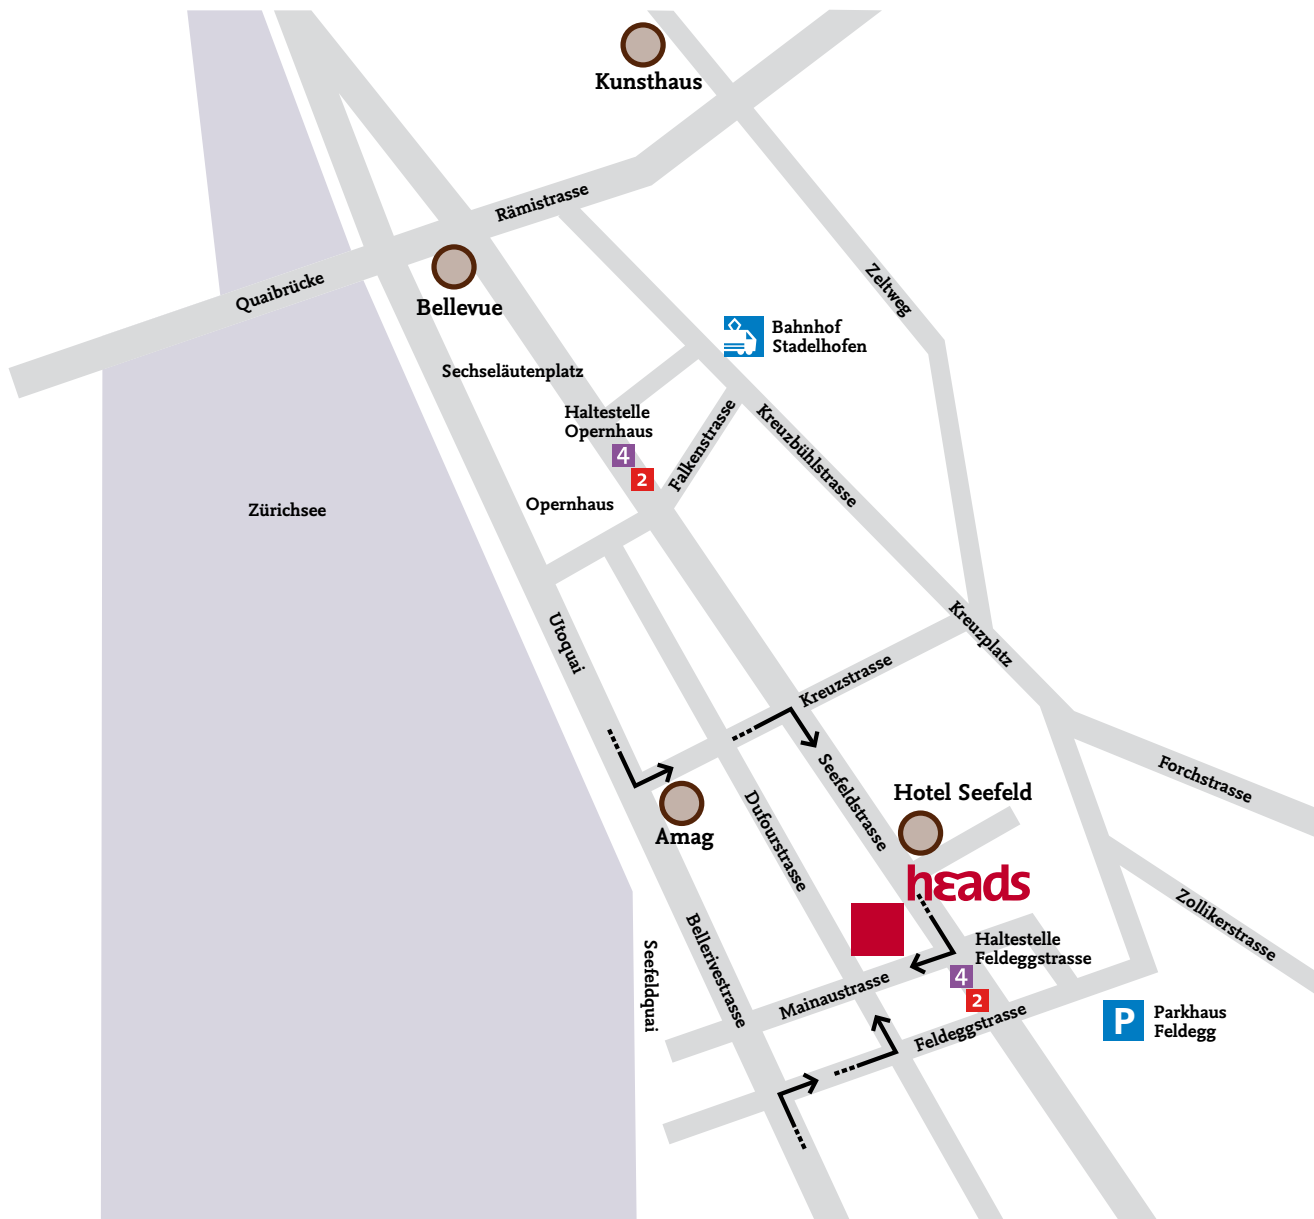 Kunsthaus
Rämistrasse
Quaibrücke
Bellevue
Zeltweg
Bahnhof
Stadelhofen
Sechseläutenplatz
Haltestelle
Opernhaus
4
2
Falkenstrasse
Kreuzbühlstrasse
Opernhaus
Zürichsee
Utoquai
Kreuzplatz
Kreuzstrasse
Seefeldstrasse
Forchstrasse
Hotel Seefeld
Amag
Dufourstrasse
heads
Zollikerstrasse
Bellerivestrasse
Seefeldquai
Haltestelle
Feldeggstrasse
4
2
Mainaustrasse
Feldeggstrasse
P
Parkhaus
Feldegg